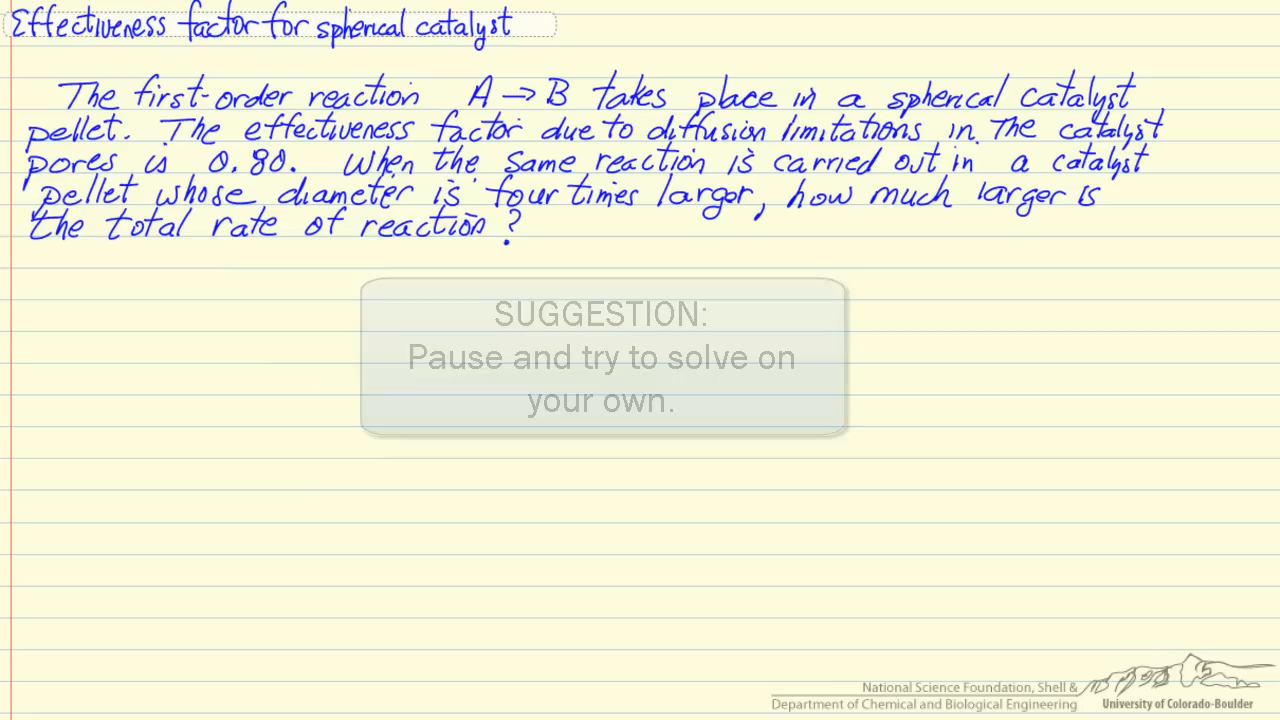 Effectiveness factor for spherical catalyst
The first-order reaction A → B takes place in a spherical catalyst
pellet. The effectiveness factor due to diffusion limitations in the catalyst
pores is 0.80. When the same reaction is carried out in a catalyst
pellet whose diameter is four times larger, how much larger is
the total rate of reaction?
SUGGESTION:
Pause and try to solve on
your own.
National Science Foundation, Shell &
Department of Chemical and Biological Engineering
University of Colorado-Boulder